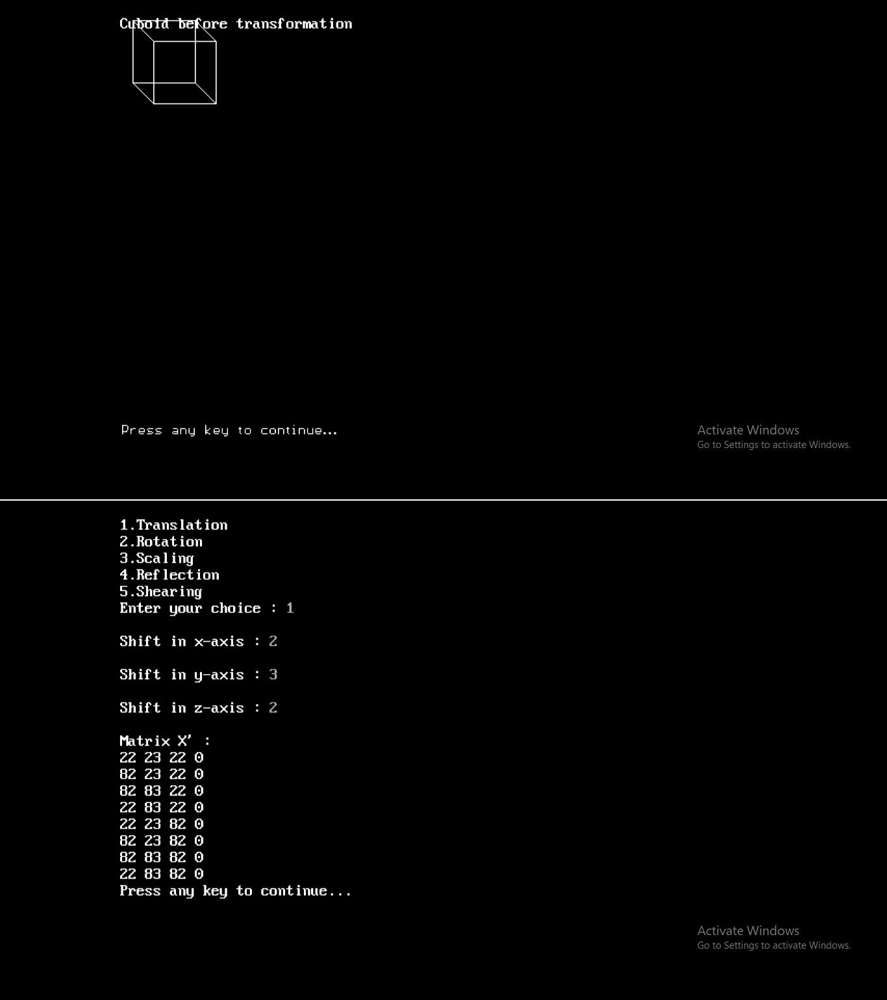 Cuboid before transformation
Press any key to continue...
Activate Windows
Go to Settings to activate Windows.
1.Translation
2.Rotation
3.Scaling
4.Reflection
5.Shearing
Enter your choice : 1
Shift in x-axis : 2
Shift in y-axis : 3
Shift in z-axis : 2
Matrix X' :
22 23 22 0
82 23 22 0
82 83 22 0
22 83 22 0
22 23 82 0
82 23 82 0
82 83 82 0
22 83 82 0
Press any key to continue...
Activate Windows
Go to Settings to activate Windows.